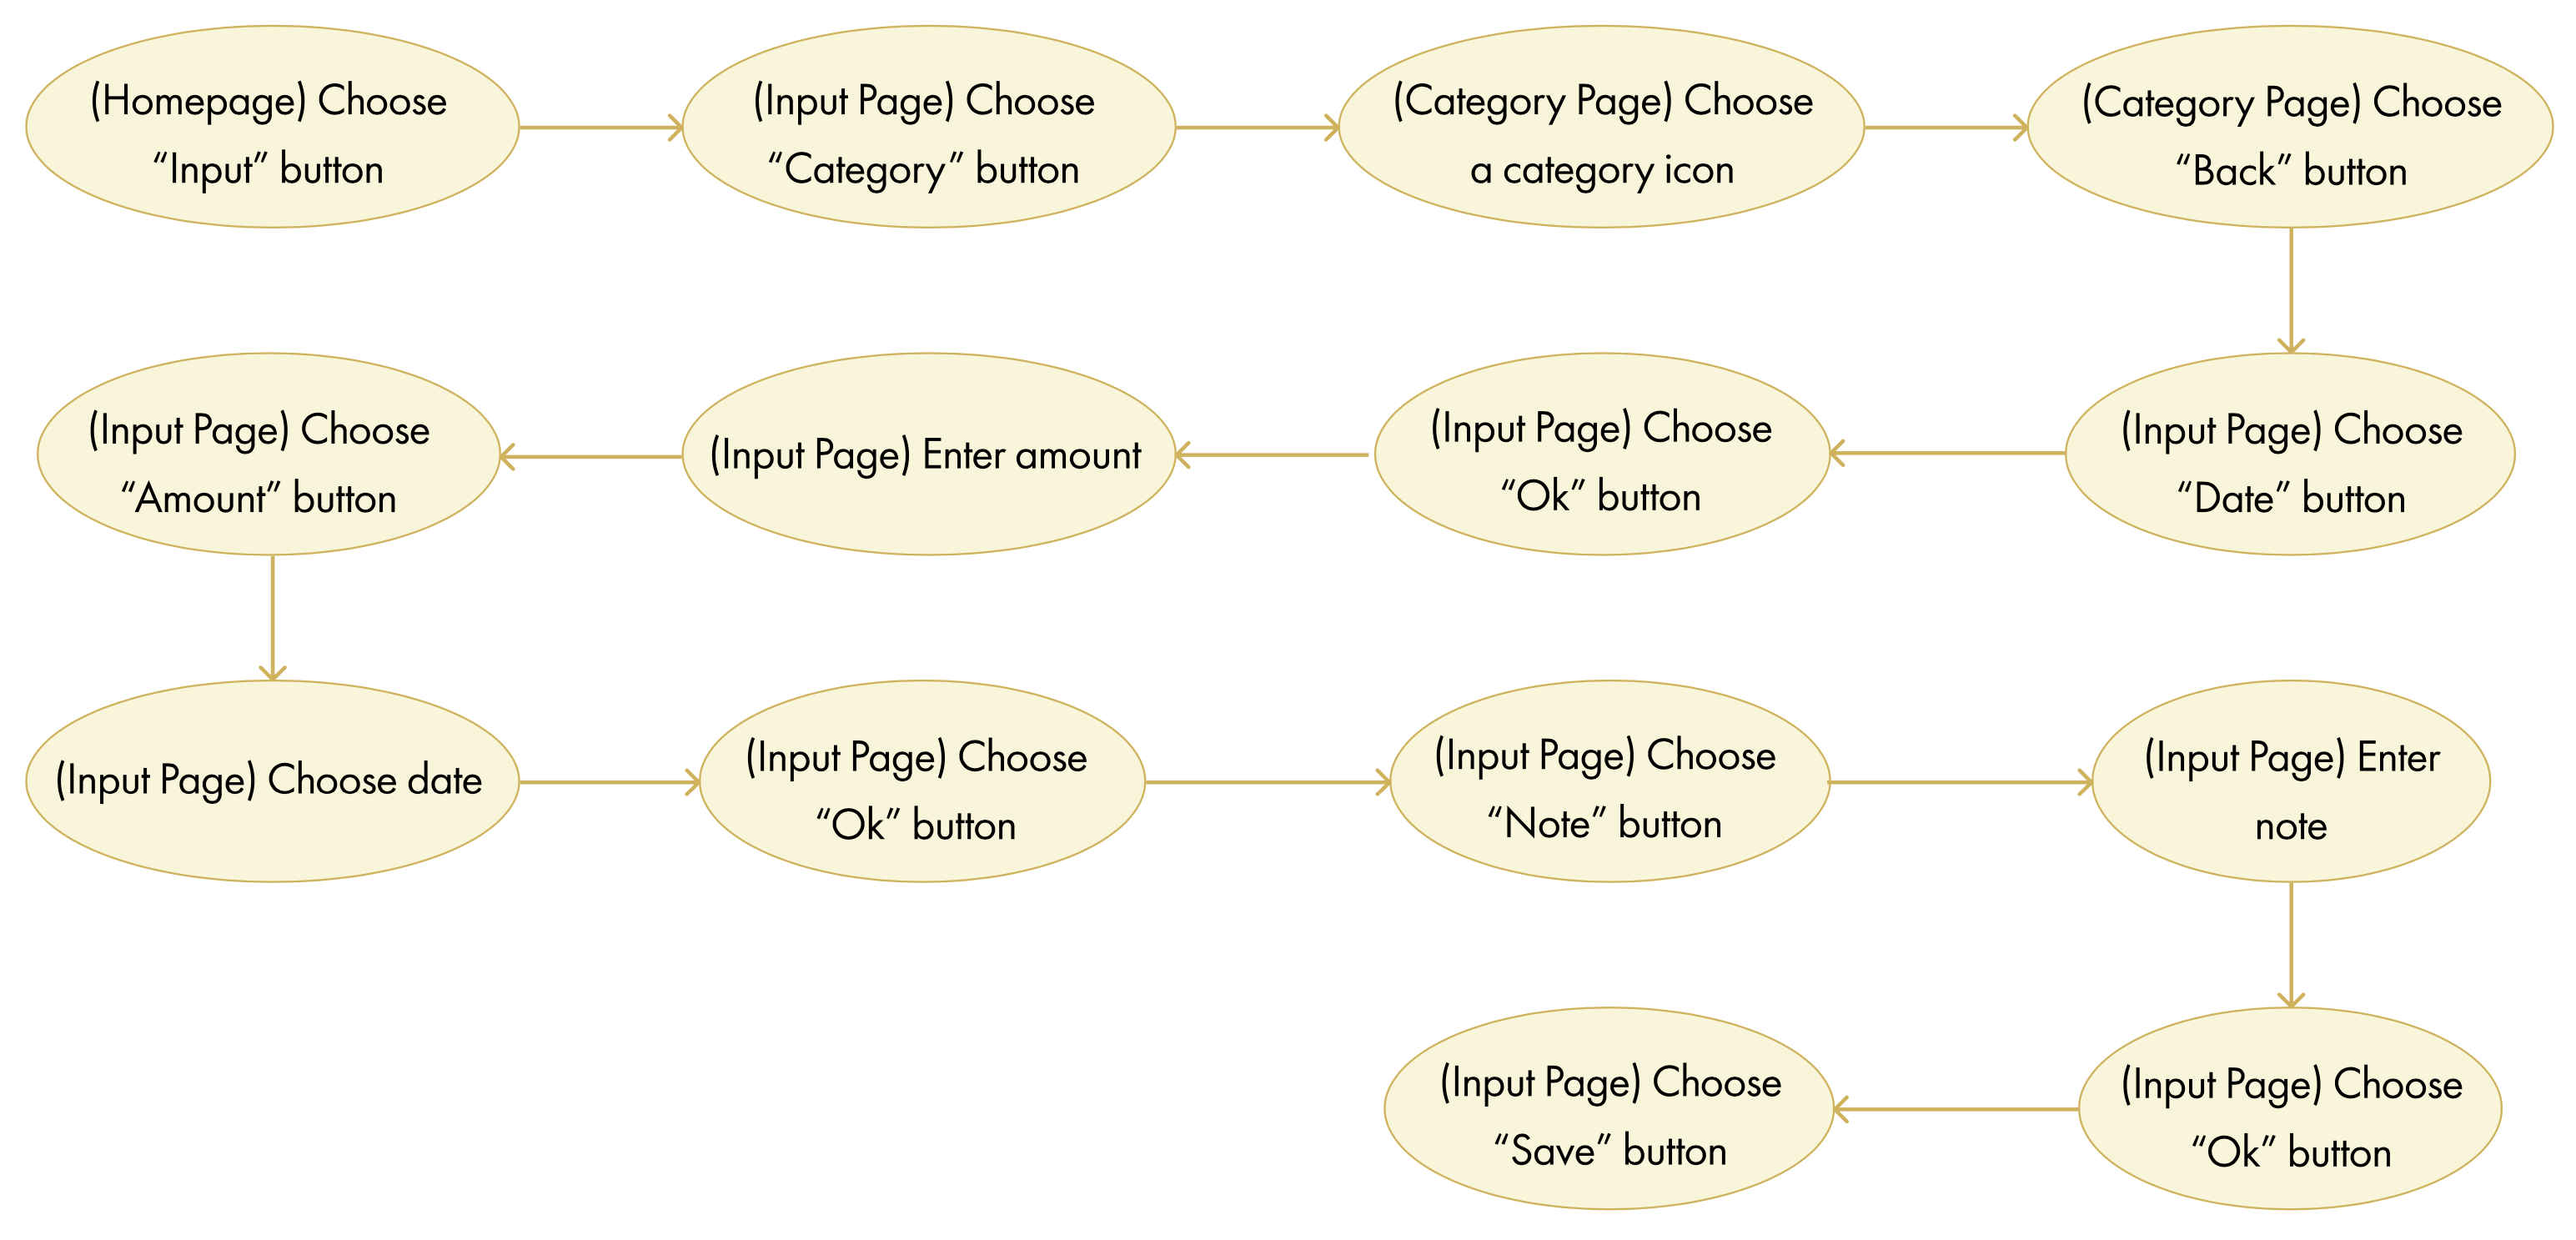 (Homepage) Choose
“Input” button
(Input Page) Choose
“Category” button
(Category Page) Choose
a category icon
(Category Page) Choose
“Back” button
(Input Page) Choose
“Date” button
(Input Page) Choose
“Ok” button
(Input Page) Enter amount
(Input Page) Choose
“Amount” button
(Input Page) Choose date
(Input Page) Choose
“Ok” button
(Input Page) Choose
“Note” button
(Input Page) Enter
note
(Input Page) Choose
“Ok” button
(Input Page) Choose
“Save” button